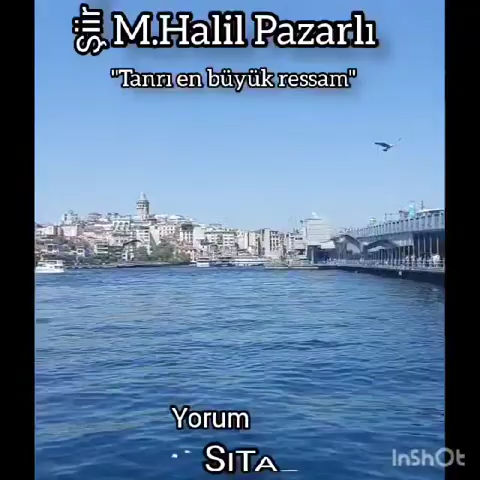 Şiir M.Halil Pazarlı
"Tanrı en büyük ressam"
Yorum
SITA
InShOt